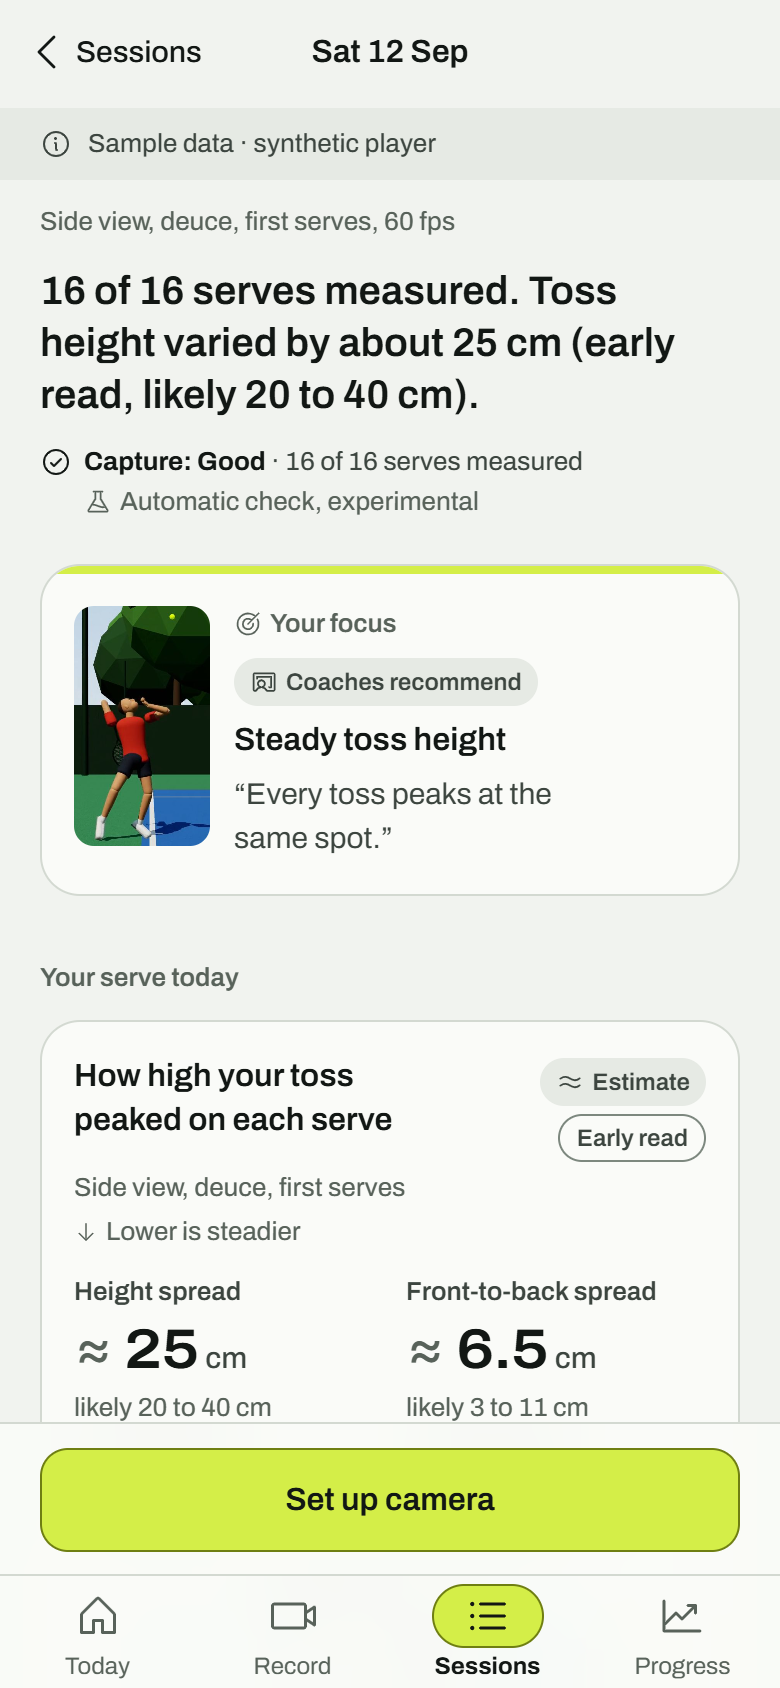 Sessions
Sat 12 Sep
Sample data · synthetic player
Side view, deuce, first serves, 60 fps
16 of 16 serves measured. Toss
height varied by about 25 cm (early
read, likely 20 to 40 cm).
Capture: Good · 16 of 16 serves measured
Automatic check, experimental
Your focus
Coaches recommend
Steady toss height
“Every toss peaks at the
same spot.”
Your serve today
How high your toss
peaked on each serve
Estimate
Early read
Side view, deuce, first serves
↓ Lower is steadier
Height spread
≈ 25 cm
likely 20 to 40 cm
Front-to-back spread
≈ 6.5 cm
likely 3 to 11 cm
Set up camera
Today
Record
Sessions
Progress